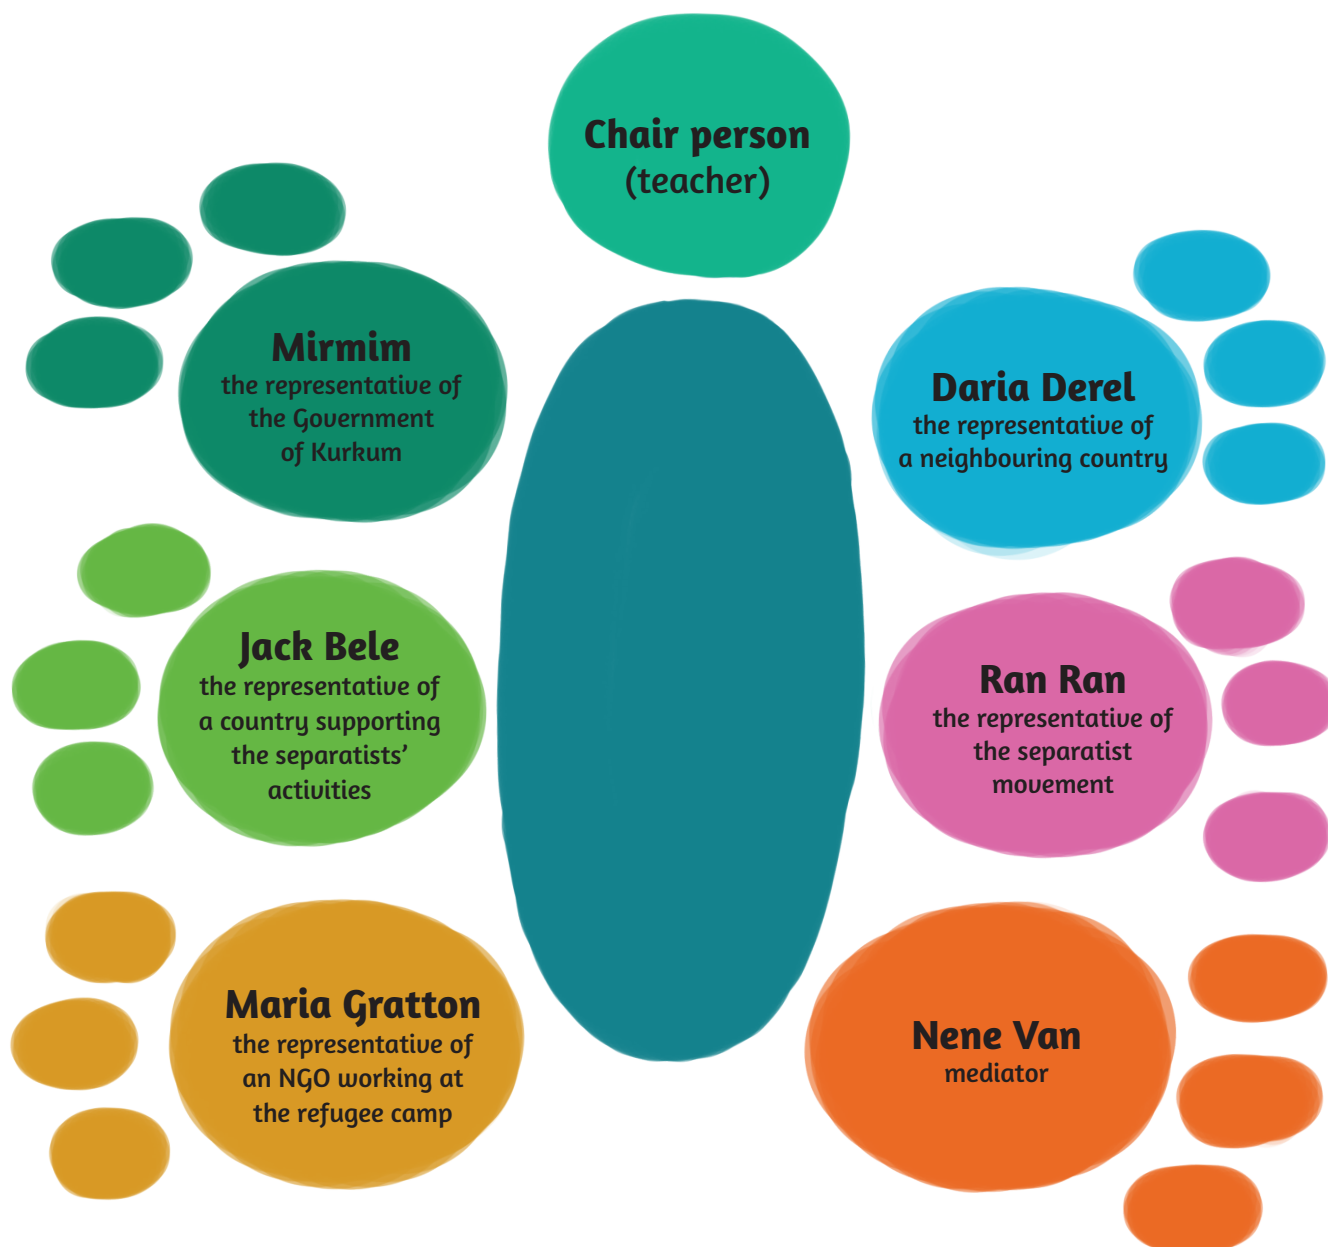 Chair person
(teacher)
Mirmim
the representative of
the Government
of Kurkum
Daria Derel
the representative of
a neighbouring country
Jack Bele
the representative of
a country supporting
the separatists’
activities
Ran Ran
the representative of
the separatist
movement
Maria Gratton
the representative of
an NGO working at
the refugee camp
Nene Van
mediator